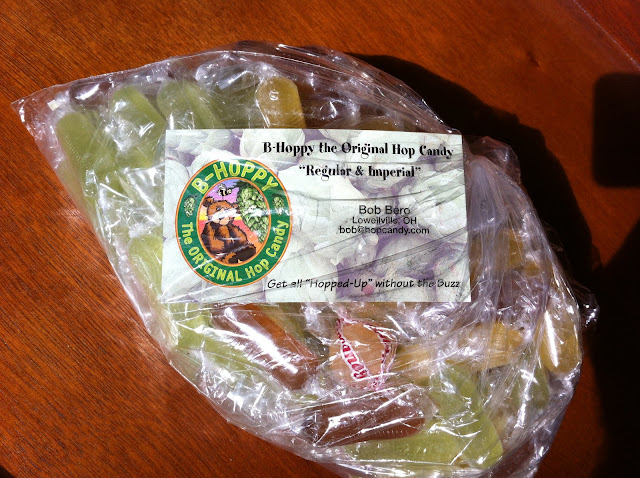 B-Hoppy the Original Hop Candy
"Regular & Imperial"
B-HOPPY
The ORIGINAL Hop Candy
Bob Bero
Lowellville, OH
bob@hopcandy.com
Get all "Hopped-Up" without the Buzz